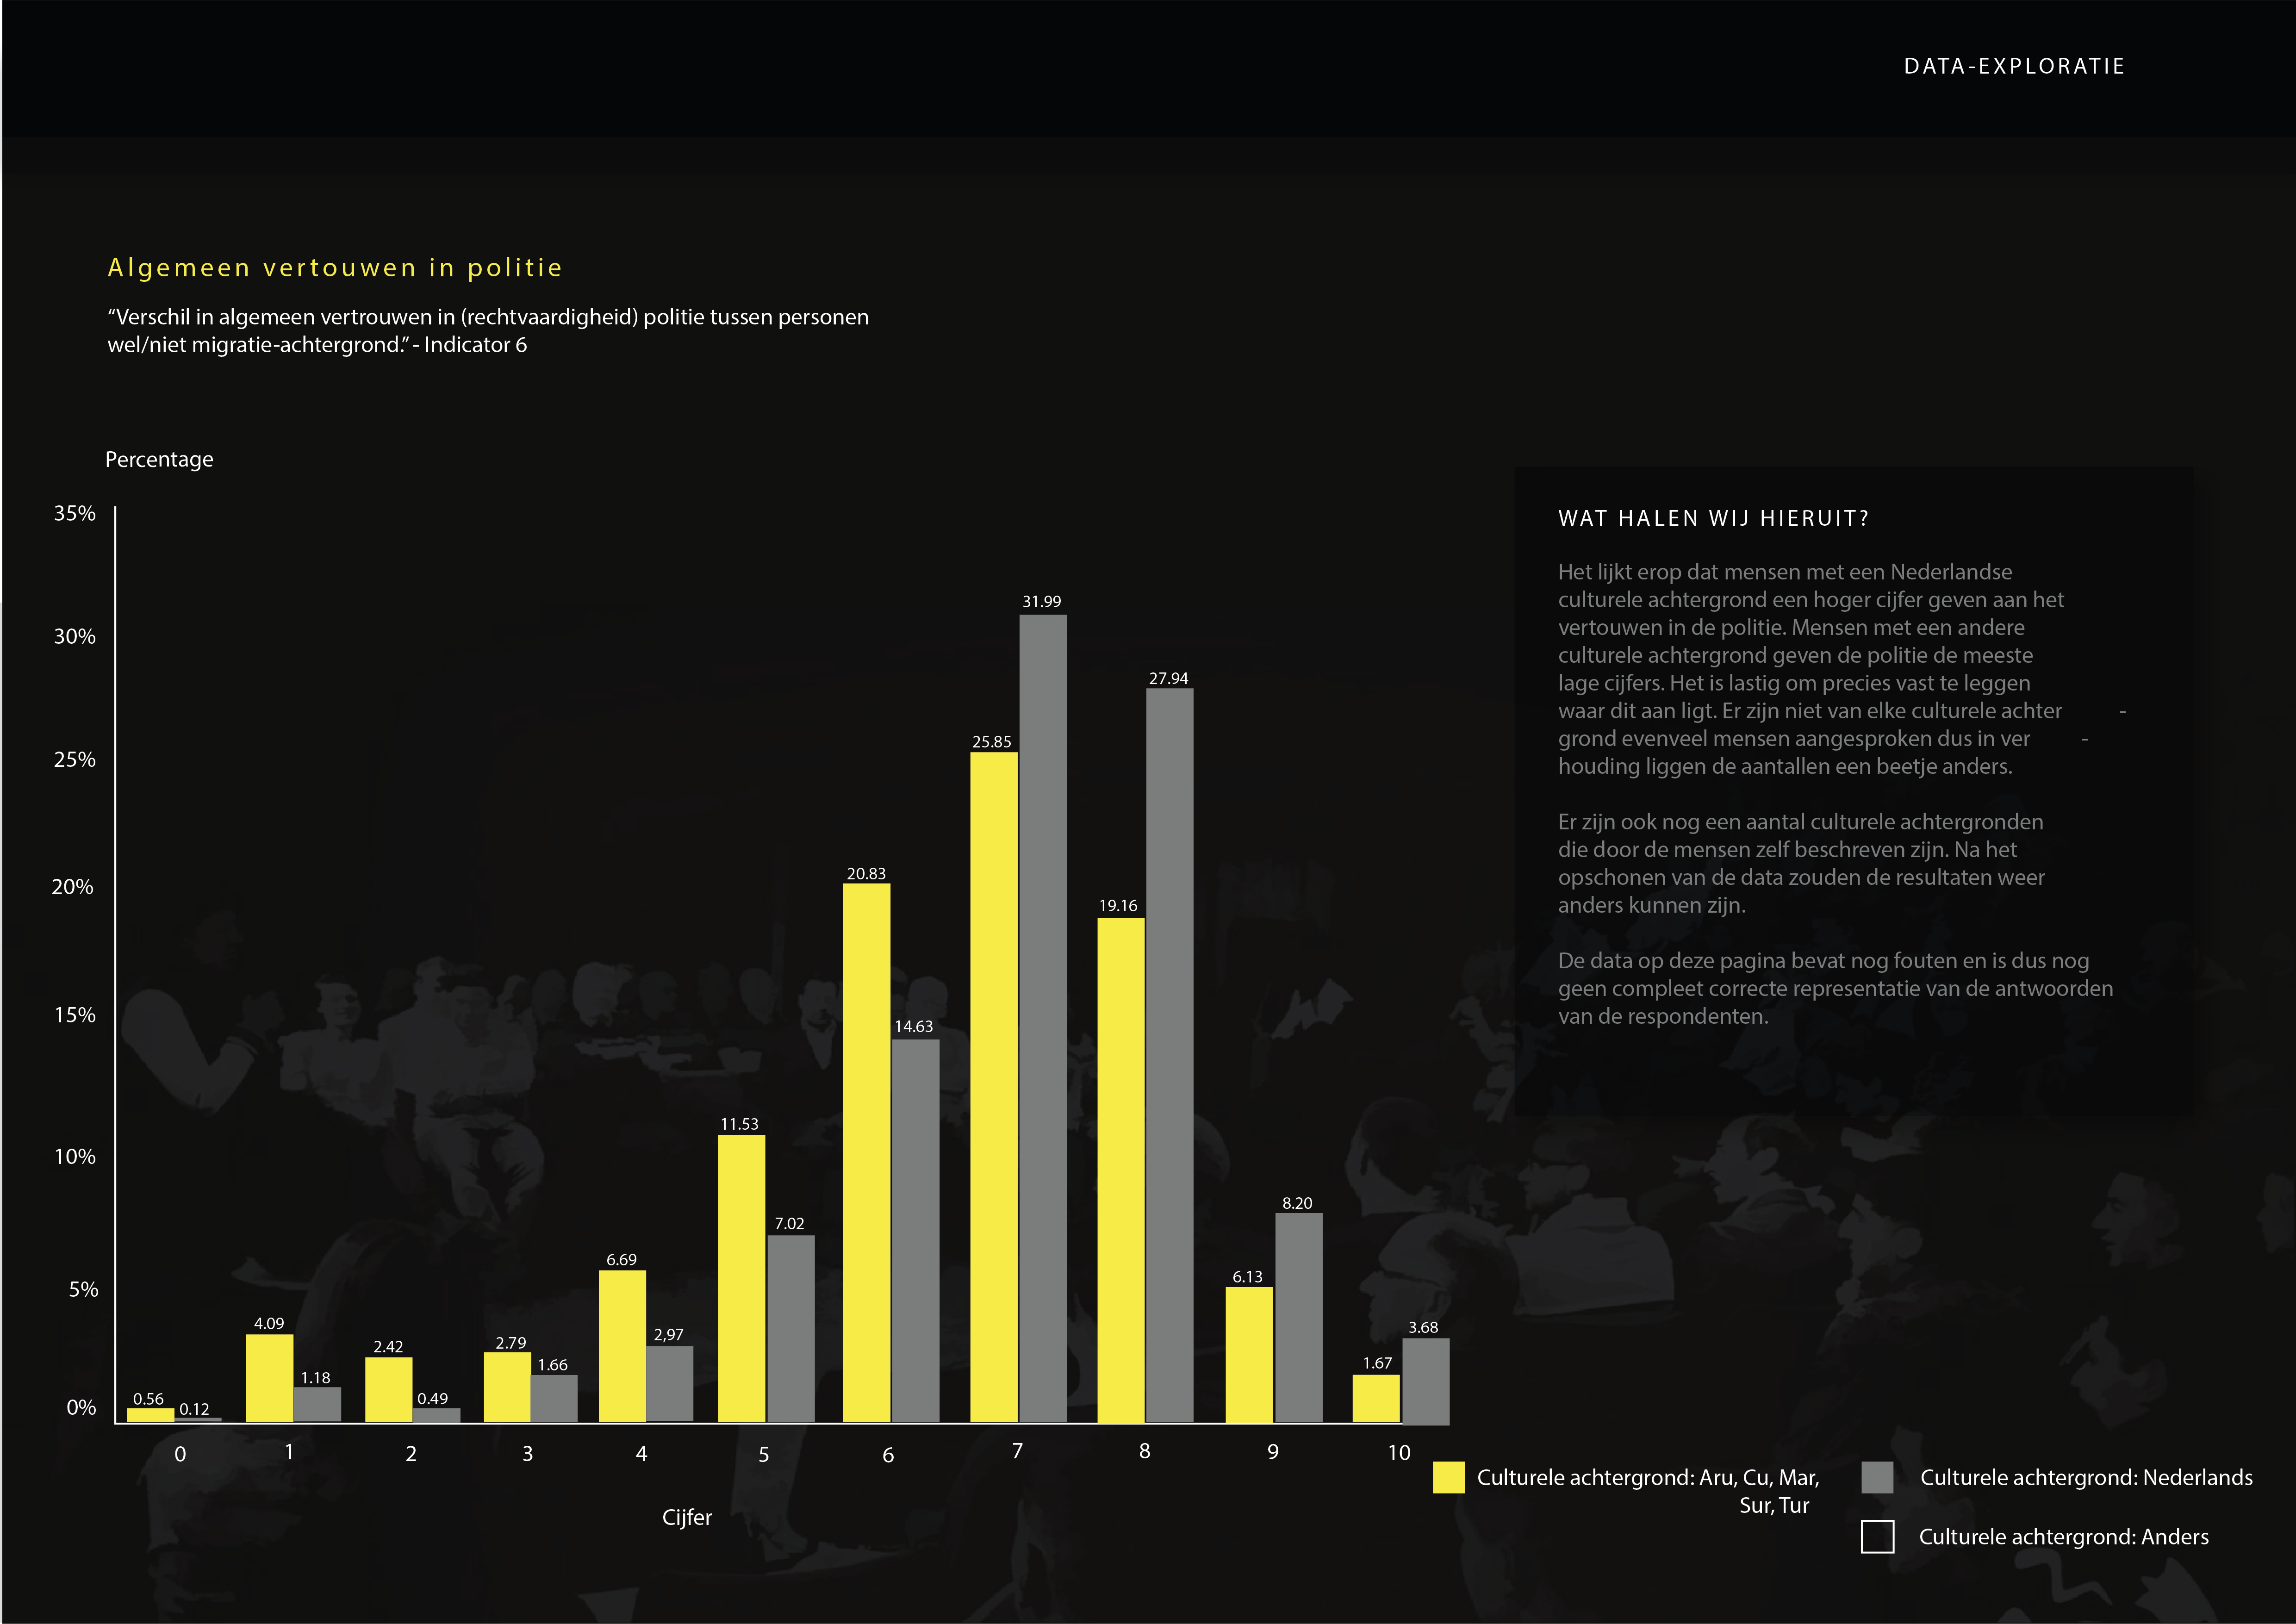 DATA-EXPLORATIE
Algemeen vertouwen in politie
“Verschil in algemeen vertrouwen in (rechtvaardigheid) politie tussen personen
wel/niet migratie-achtergrond.” - Indicator 6
Percentage
35%
30%
25%
20%
15%
10%
5%
0%
0.56
0.12
4.09
1.18
2.42
0.49
2.79
1.66
6.69
2,97
11.53
7.02
20.83
14.63
25.85
31.99
19.16
27.94
6.13
8.20
1.67
3.68
0
1
2
3
4
5
6
7
8
9
10
Cijfer
WAT HALEN WIJ HIERUIT?
Het lijkt erop dat mensen met een Nederlandse
culturele achtergrond een hoger cijfer geven aan het
vertouwen in de politie. Mensen met een andere
culturele achtergrond geven de politie de meeste
lage cijfers. Het is lastig om precies vast te leggen
waar dit aan ligt. Er zijn niet van elke culturele achter -
grond evenveel mensen aangesproken dus in ver -
houding liggen de aantallen een beetje anders.
Er zijn ook nog een aantal culturele achtergronden
die door de mensen zelf beschreven zijn. Na het
opschonen van de data zouden de resultaten weer
anders kunnen zijn.
De data op deze pagina bevat nog fouten en is dus nog
geen compleet correcte representatie van de antwoorden
van de respondenten.
Culturele achtergrond: Aru, Cu, Mar,
Sur, Tur
Culturele achtergrond: Nederlands
Culturele achtergrond: Anders